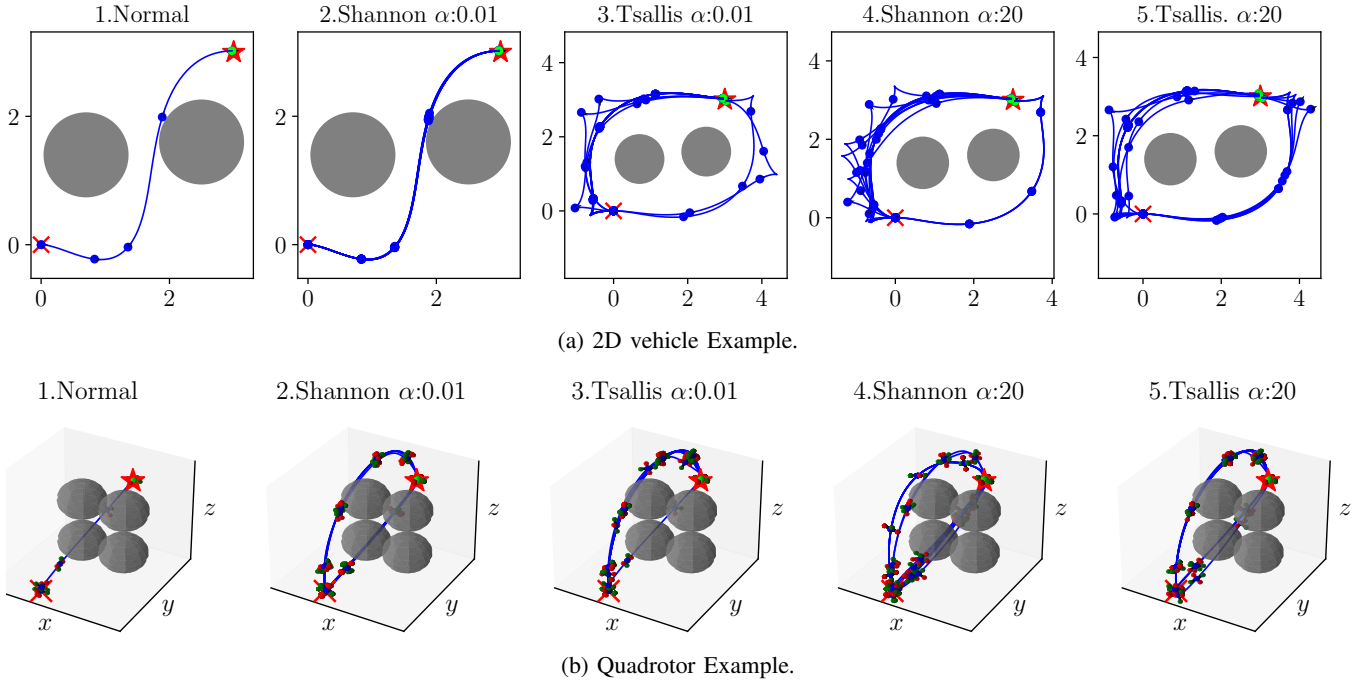 1.Normal 2.Shannon α:0.01 3.Tsallis α:0.01 4.Shannon α:20 5.Tsallis. α:20
2 2 4 4 4
0 0 2 2 2
0 0 0
0 2 0 2 0 2 4 0 2 4 0 2 4
(a) 2D vehicle Example.
1.Normal 2.Shannon α:0.01 3.Tsallis α:0.01 4.Shannon α:20 5.Tsallis α:20
z z z z z
y y y y y
x x x x x
(b) Quadrotor Example.